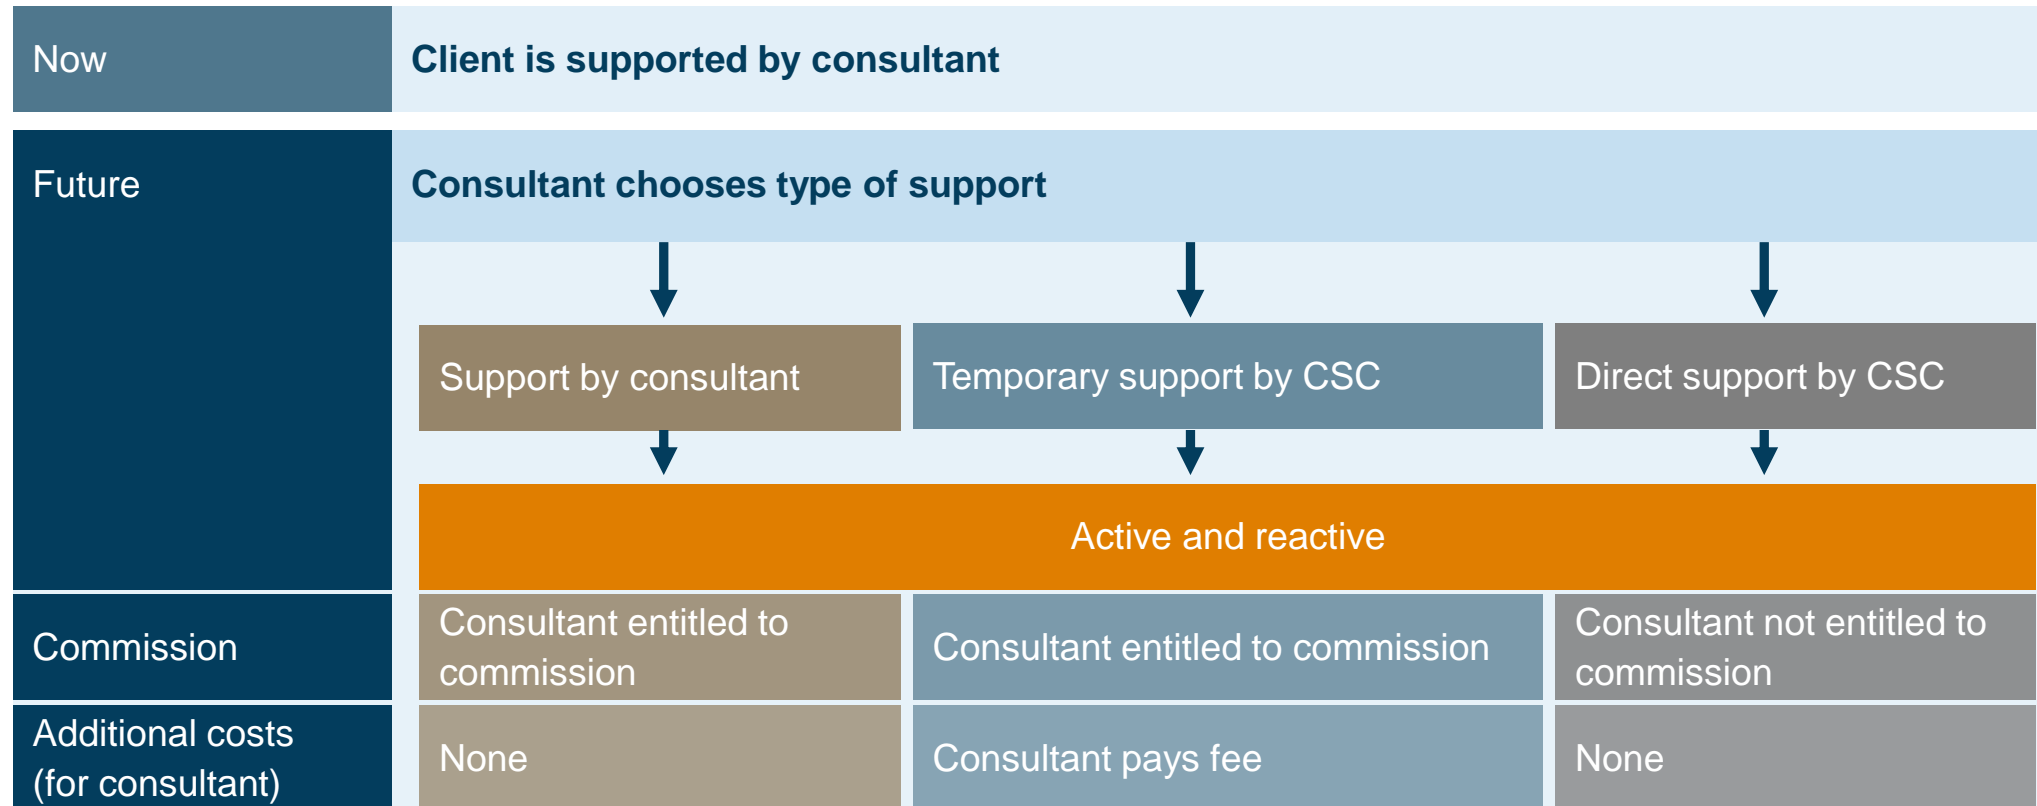 Now
Client is supported by consultant
Future
Consultant chooses type of support
Support by consultant
Temporary support by CSC
Direct support by CSC
Active and reactive
Commission
Consultant entitled to
commission
Consultant entitled to commission
Consultant not entitled to
commission
Additional costs
(for consultant)
None
Consultant pays fee
None